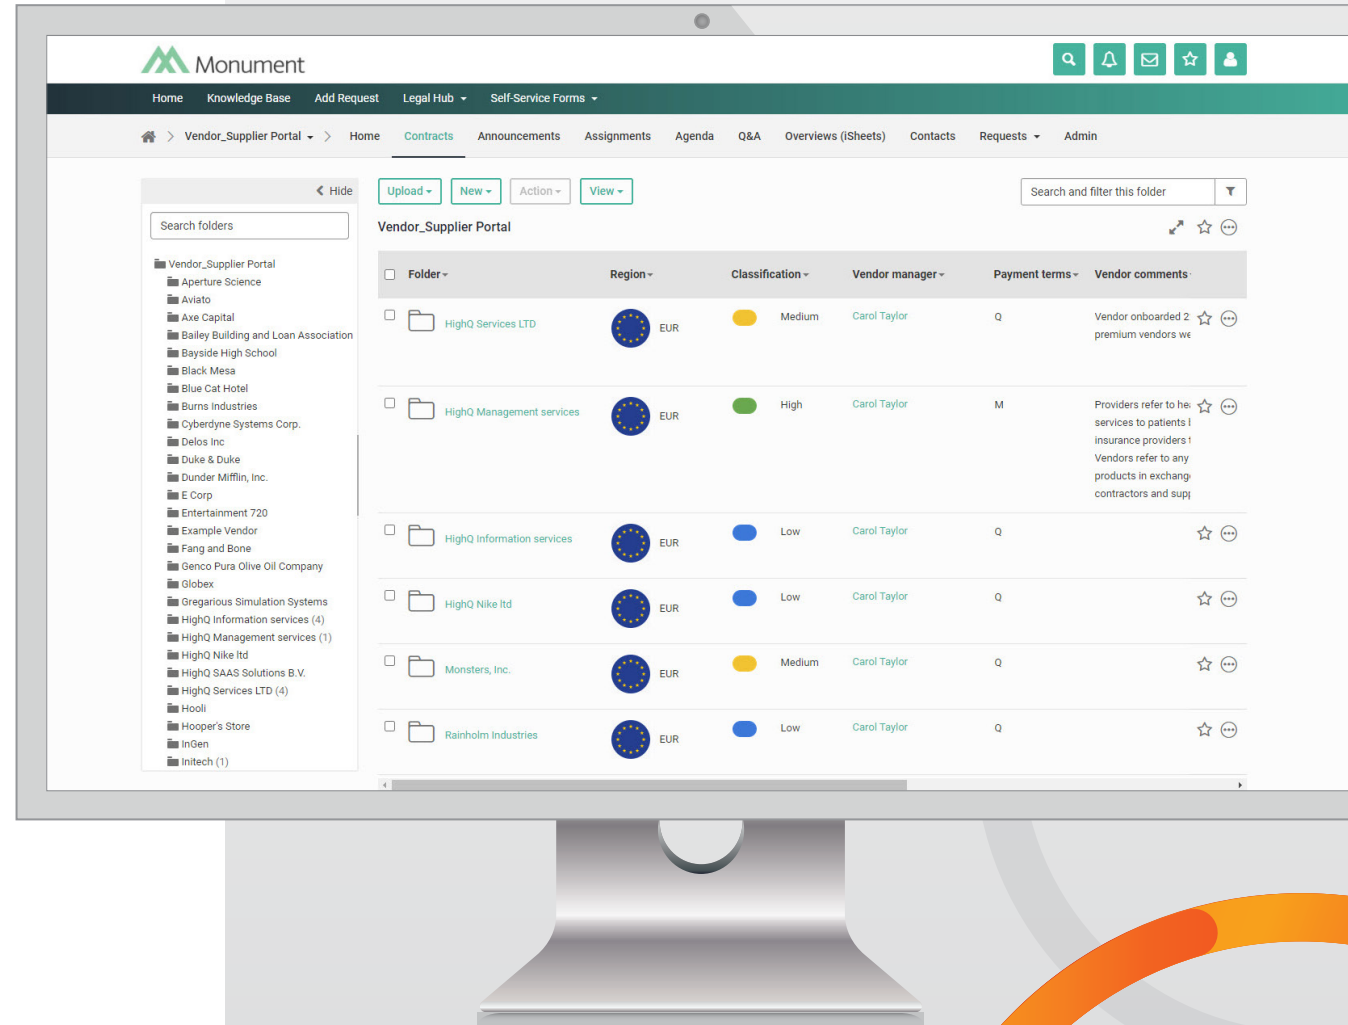 Monument
Home Knowledge Base Add Request Legal Hub Self-Service Forms
Vendor_Supplier Portal Home Contracts Announcements Assignments Agenda Q&A Overviews (iSheets) Contacts Requests Admin
Hide
Search folders
Vendor_Supplier Portal
Aperture Science
Aviato
Axe Capital
Bailey Building and Loan Association
Bayside High School
Black Mesa
Blue Cat Hotel
Burns Industries
Cyberdyne Systems Corp.
Delos Inc
Duke & Duke
Dunder Mifflin, Inc.
E Corp
Entertainment 720
Example Vendor
Fang and Bone
Genco Pura Olive Oil Company
Globex
Gregarious Simulation Systems
HighQ Information services (4)
HighQ Management services (1)
HighQ Nike ltd
HighQ SAAS Solutions B.V.
HighQ Services LTD (4)
Hooli
Hooper's Store
InGen
Initech (1)
Upload New Action View
Search and filter this folder
Vendor_Supplier Portal
Folder Region Classification Vendor manager Payment terms Vendor comments
HighQ Services LTD EUR Medium Carol Taylor Q Vendor onboarded 2
premium vendors we
HighQ Management services EUR High Carol Taylor M Providers refer to
services to patients
insurance providers
Vendors refer to any
products in exchang
contractors and sup
HighQ Information services EUR Low Carol Taylor Q
HighQ Nike ltd EUR Low Carol Taylor Q
Monsters, Inc. EUR Medium Carol Taylor Q
Rainholm Industries EUR Low Carol Taylor Q